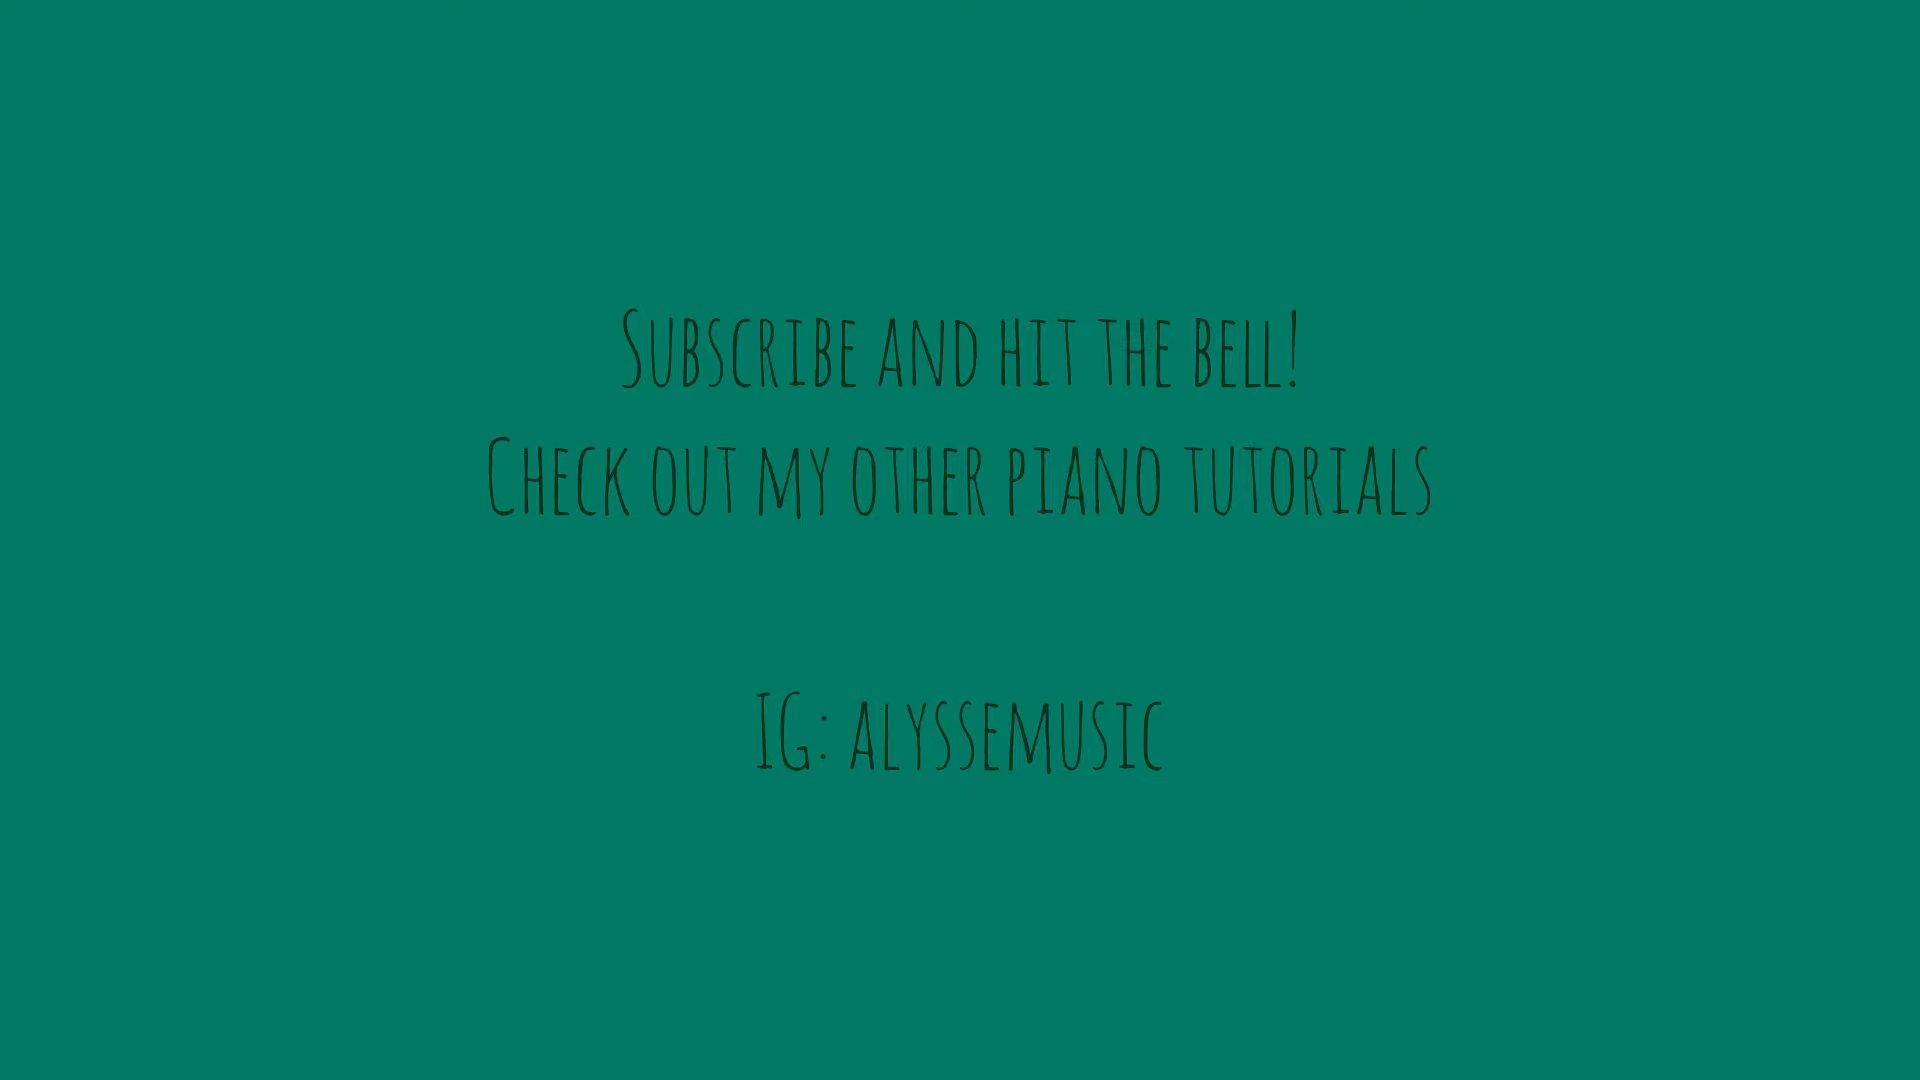 Subscribe and hit the bell!
Check out my other piano tutorials
IG: alyssemusic